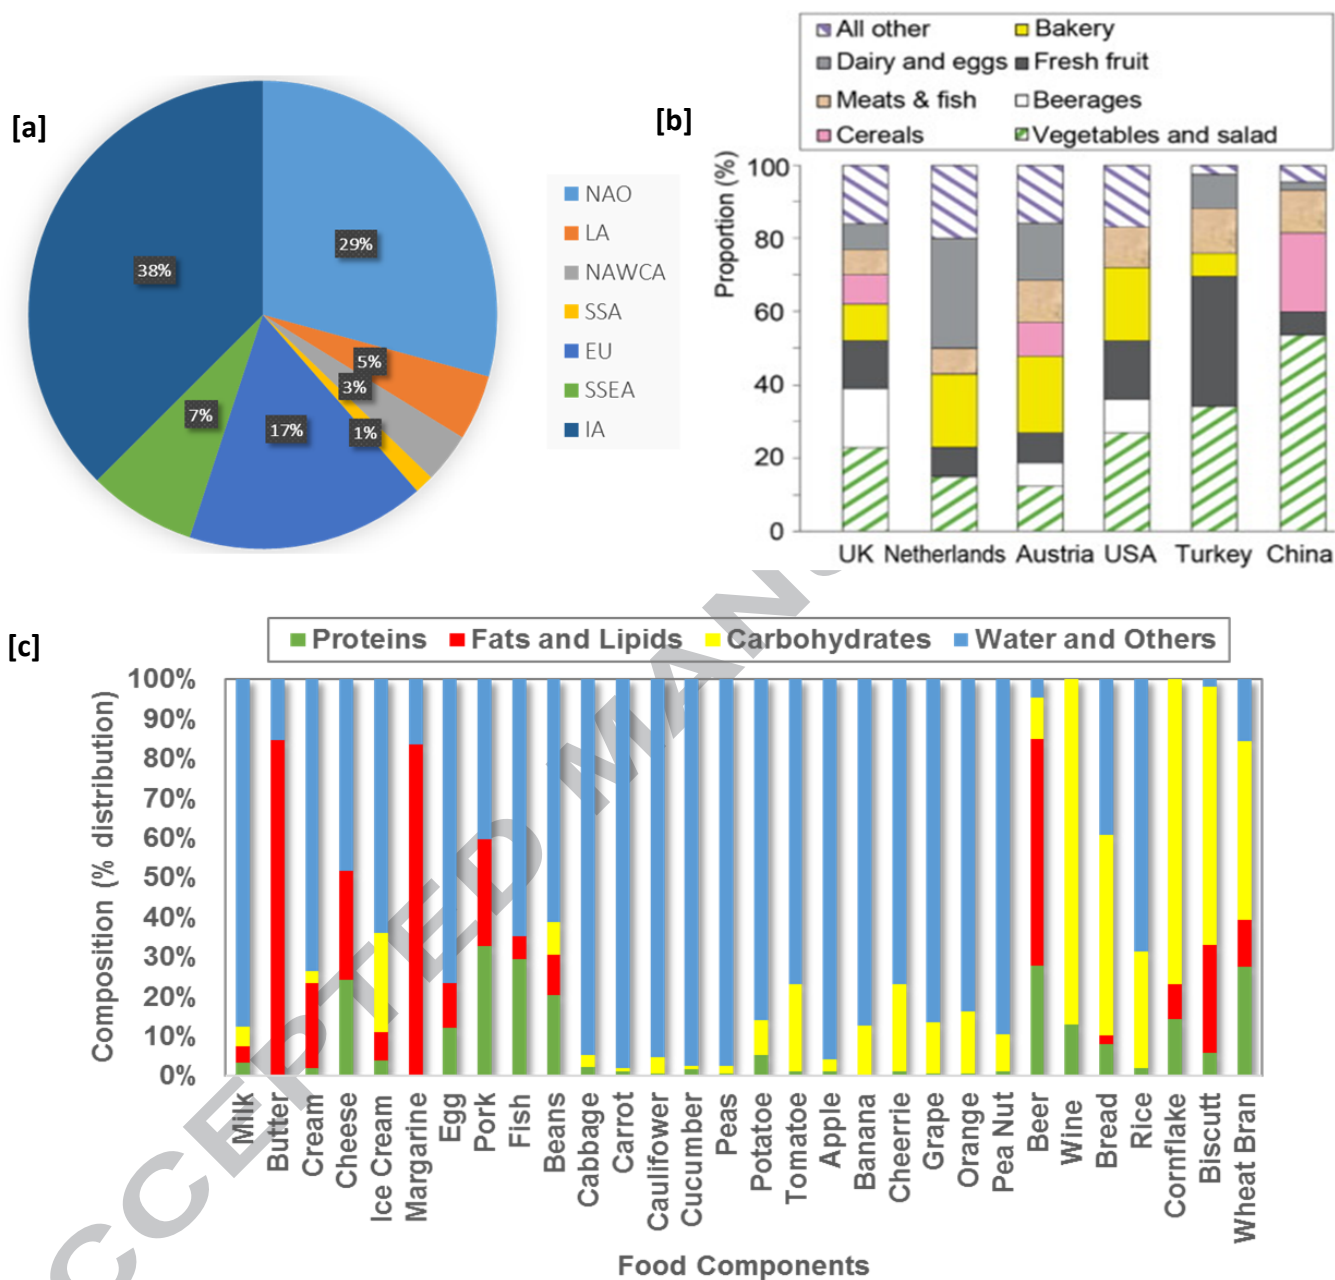 [a]
29%
38%
5%
3%
7%
17%
1%
NAO
LA
NAWCA
SSA
EU
SSEA
IA
[b]
All other
Bakery
Dairy and eggs
Fresh fruit
Meats & fish
Beerages
Cereals
Vegetables and salad
Proportion (%)
100
80
60
40
20
0
UK Netherlands Austria USA Turkey China
[c]
Proteins Fats and Lipids Carbohydrates Water and Others
Composition (% distribution)
100%
90%
80%
70%
60%
50%
40%
30%
20%
10%
0%
Milk
Butter
Cream
Cheese
Ice Cream
Margarine
Egg
Pork
Fish
Beans
Cabbage
Carrot
Caulifower
Cucumber
Peas
Potatoe
Tomatoe
Apple
Banana
Cheerrie
Grape
Orange
Pea Nut
Beer
Wine
Bread
Rice
Cornflake
Biscutt
Wheat Bran
Food Components